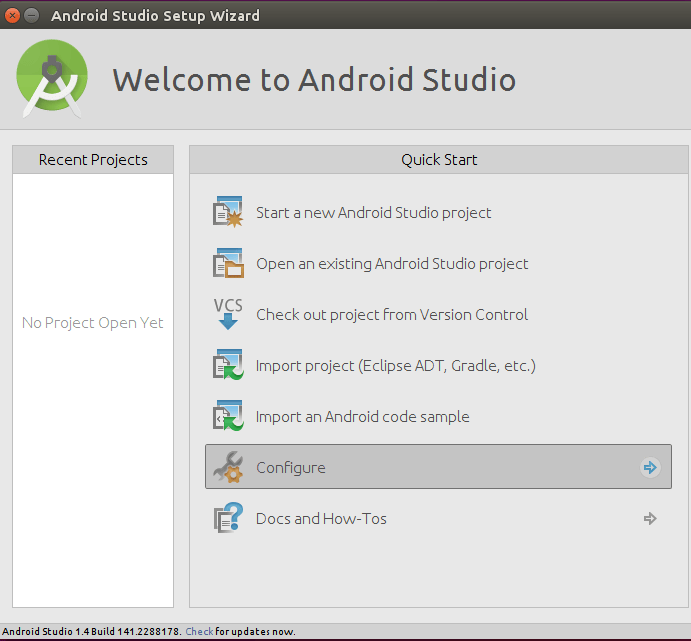 Android Studio Setup Wizard
Welcome to Android Studio
Recent Projects
No Project Open Yet
Quick Start
Start a new Android Studio project
Open an existing Android Studio project
VCS
Check out project from Version Control
Import project (Eclipse ADT, Gradle, etc.)
Import an Android code sample
Configure
Docs and How-Tos
Android Studio 1.4 Build 141.2288178. Check for updates now.